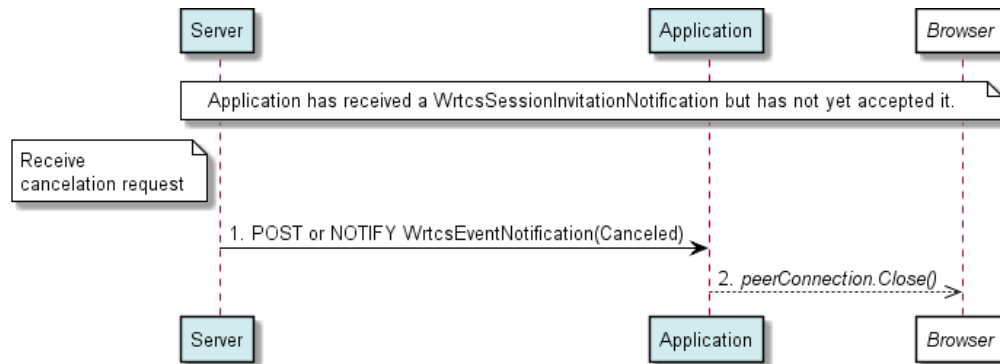 Server
Application
Browser
Application has received a WrtcsSessionInvitationNotification but has not yet accepted it.
Receive
cancelation request
1. POST or NOTIFY WrtcsEventNotification(Canceled)
2. peerConnection.Close()
Server
Application
Browser